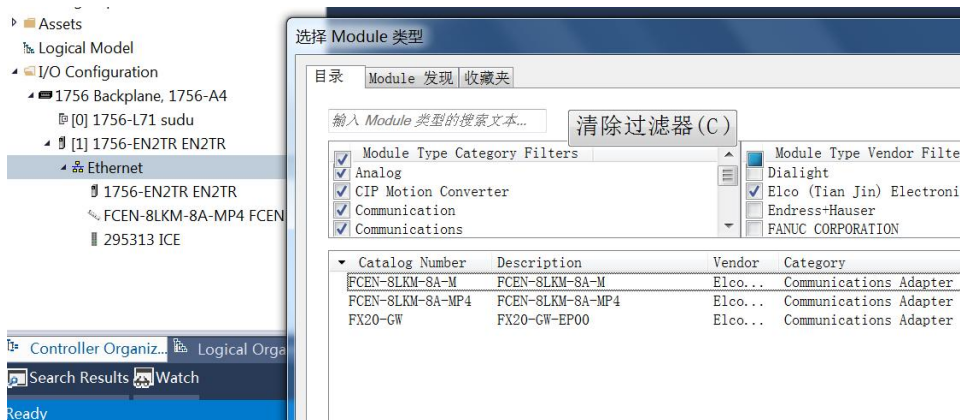 Assets
Logical Model
I/O Configuration
1756 Backplane, 1756-A4
[0] 1756-L71 sudu
[1] 1756-EN2TR EN2TR
Ethernet
1756-EN2TR EN2TR
FCEN-8LKM-8A-MP4 FCEN
295313 ICE
Controller Organiz...
Logical Orga
Search Results
Watch
Ready
选择 Module 类型
目录
Module 发现
收藏夹
输入 Module 类型的搜索文本...
清除过滤器(C)
Module Type Category Filters
Analog
CIP Motion Converter
Communication
Communications
Module Type Vendor Filte
Dialight
Elco (Tian Jin) Electroni
Endress+Hauser
FANUC CORPORATION
Catalog Number Description Vendor Category
FCEN-8LKM-8A-M FCEN-8LKM-8A-M Elco... Communications Adapter
FCEN-8LKM-8A-MP4 FCEN-8LKM-8A-MP4 Elco... Communications Adapter
FX20-GW FX20-GW-EP00 Elco... Communications Adapter